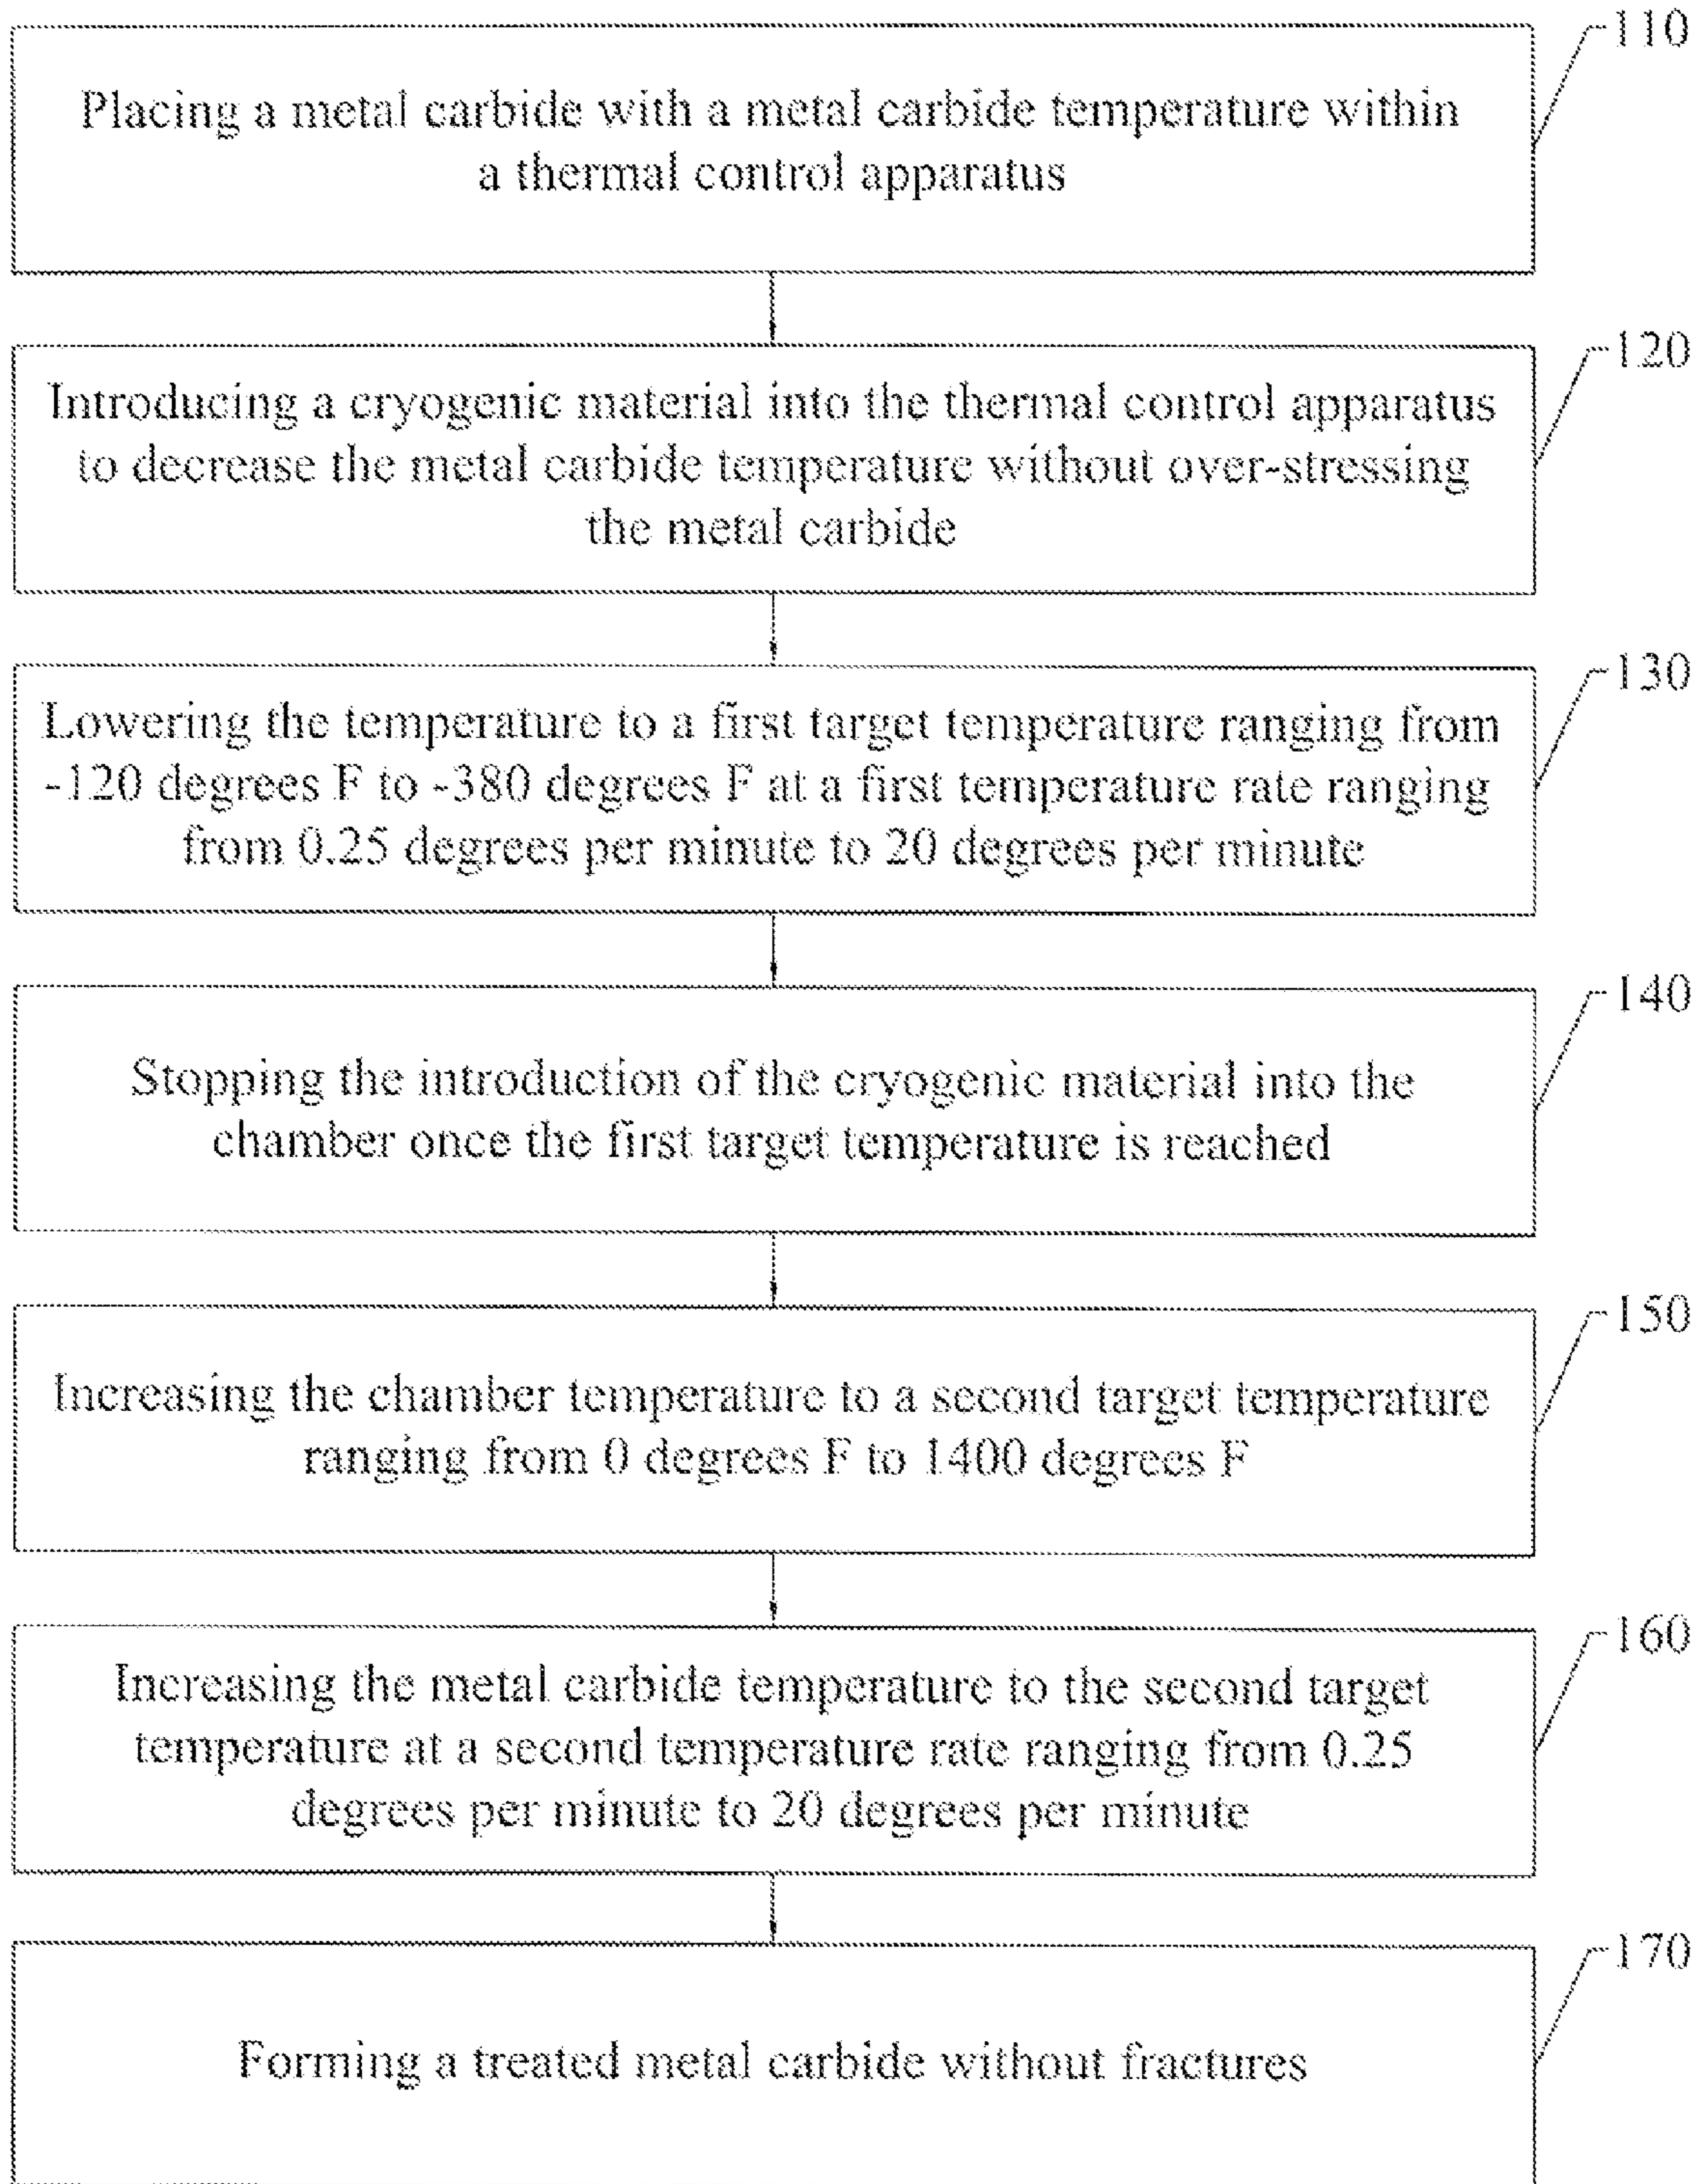 110
Placing a metal carbide with a metal carbide temperature within
a thermal control apparatus
120
Introducing a cryogenic material into the thermal control apparatus
to decrease the metal carbide temperature without over-stressing
the metal carbide
130
Lowering the temperature to a first target temperature ranging from
-120 degrees F to -380 degrees F at a first temperature rate ranging
from 0.25 degrees per minute to 20 degrees per minute
140
Stopping the introduction of the cryogenic material into the
chamber once the first target temperature is reached
150
Increasing the chamber temperature to a second target temperature
ranging from 0 degrees F to 1400 degrees F
160
Increasing the metal carbide temperature to the second target
temperature at a second temperature rate ranging from 0.25
degrees per minute to 20 degrees per minute
170
Forming a treated metal carbide without fractures